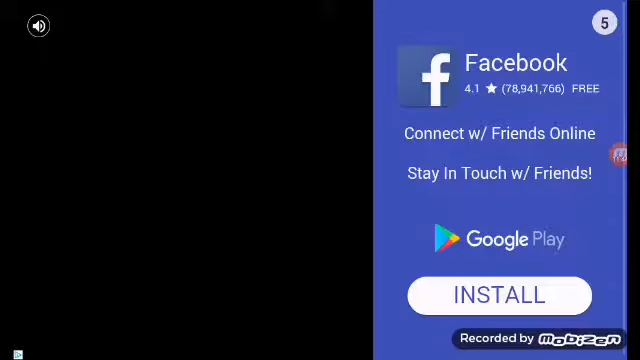 5
Facebook
4.1 ★ (78,941,766) FREE
Connect w/ Friends Online
Stay In Touch w/ Friends!
Google Play
INSTALL
Recorded by MOBIZEN